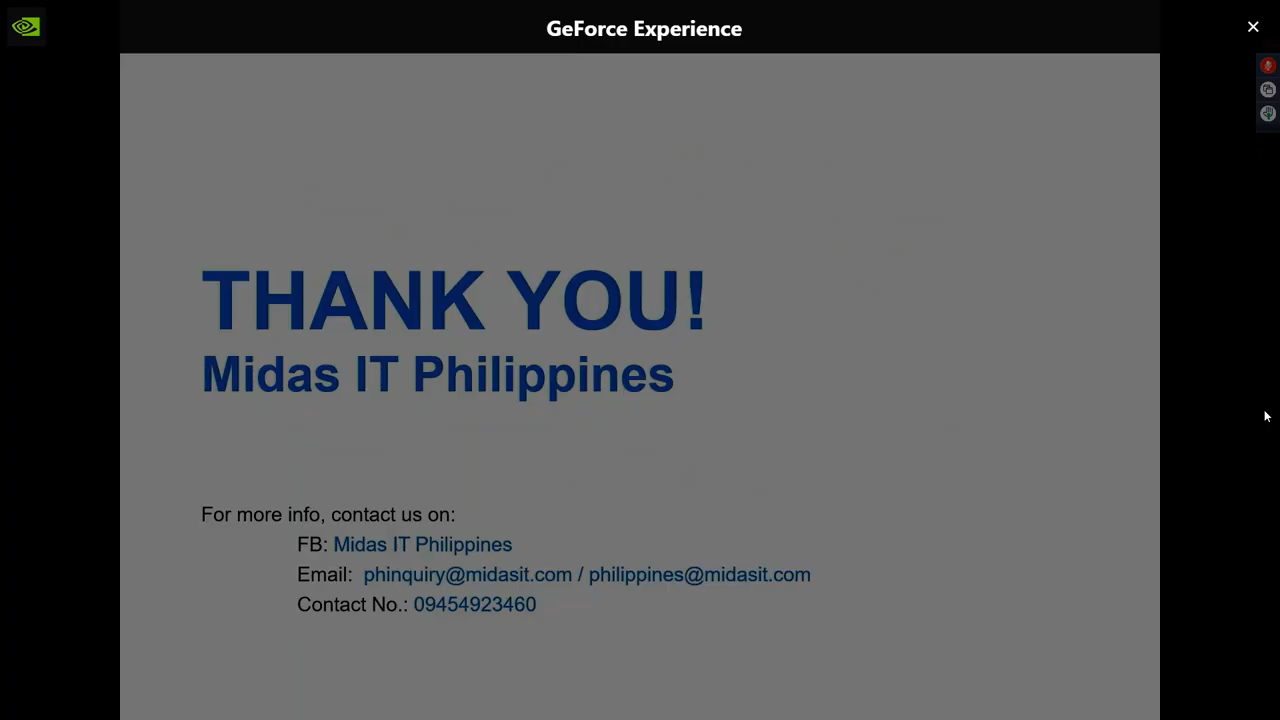 GeForce Experience
THANK YOU!
Midas IT Philippines
For more info, contact us on:
FB: Midas IT Philippines
Email: phinquiry@midasit.com / philippines@midasit.com
Contact No.: 09454923460